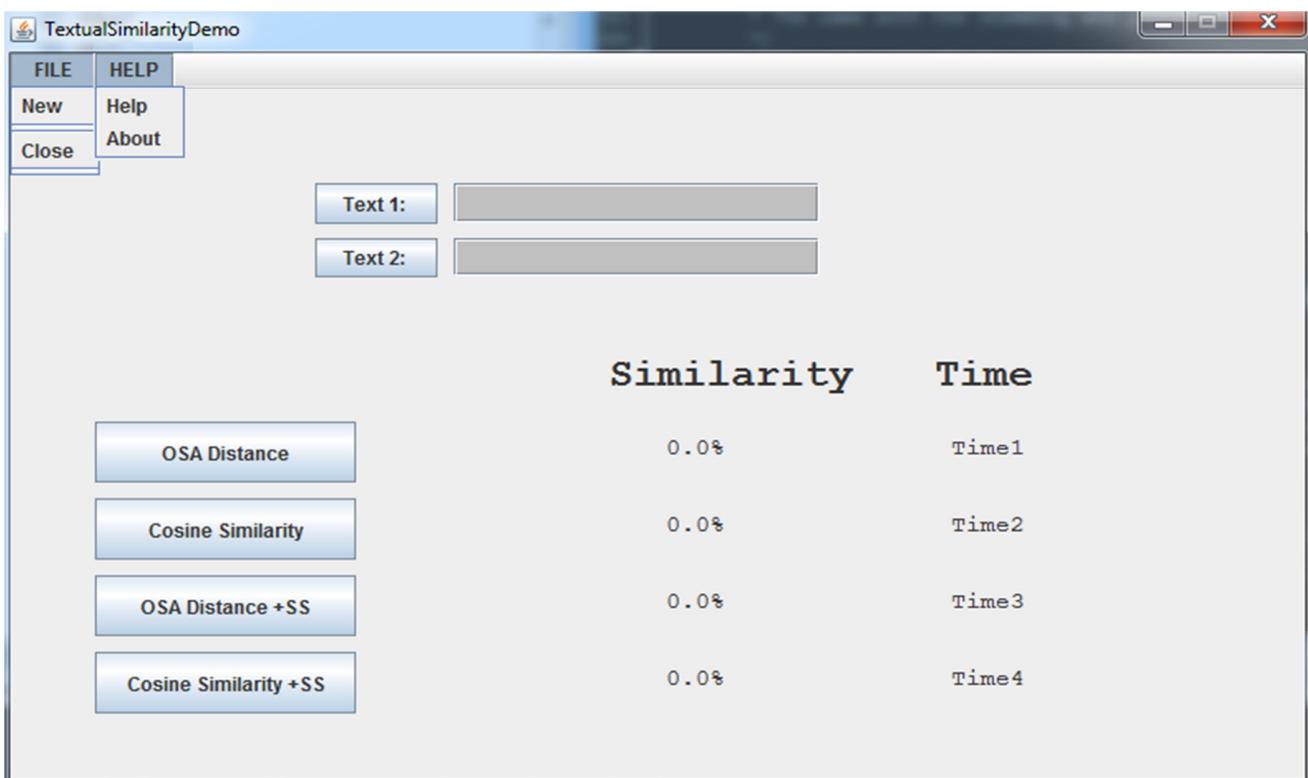 TextualSimilarityDemo
FILE HELP
New Help
About
Close
Text 1:
Text 2:
Similarity Time
OSA Distance 0.0% Time1
Cosine Similarity 0.0% Time2
OSA Distance +SS 0.0% Time3
Cosine Similarity +SS 0.0% Time4